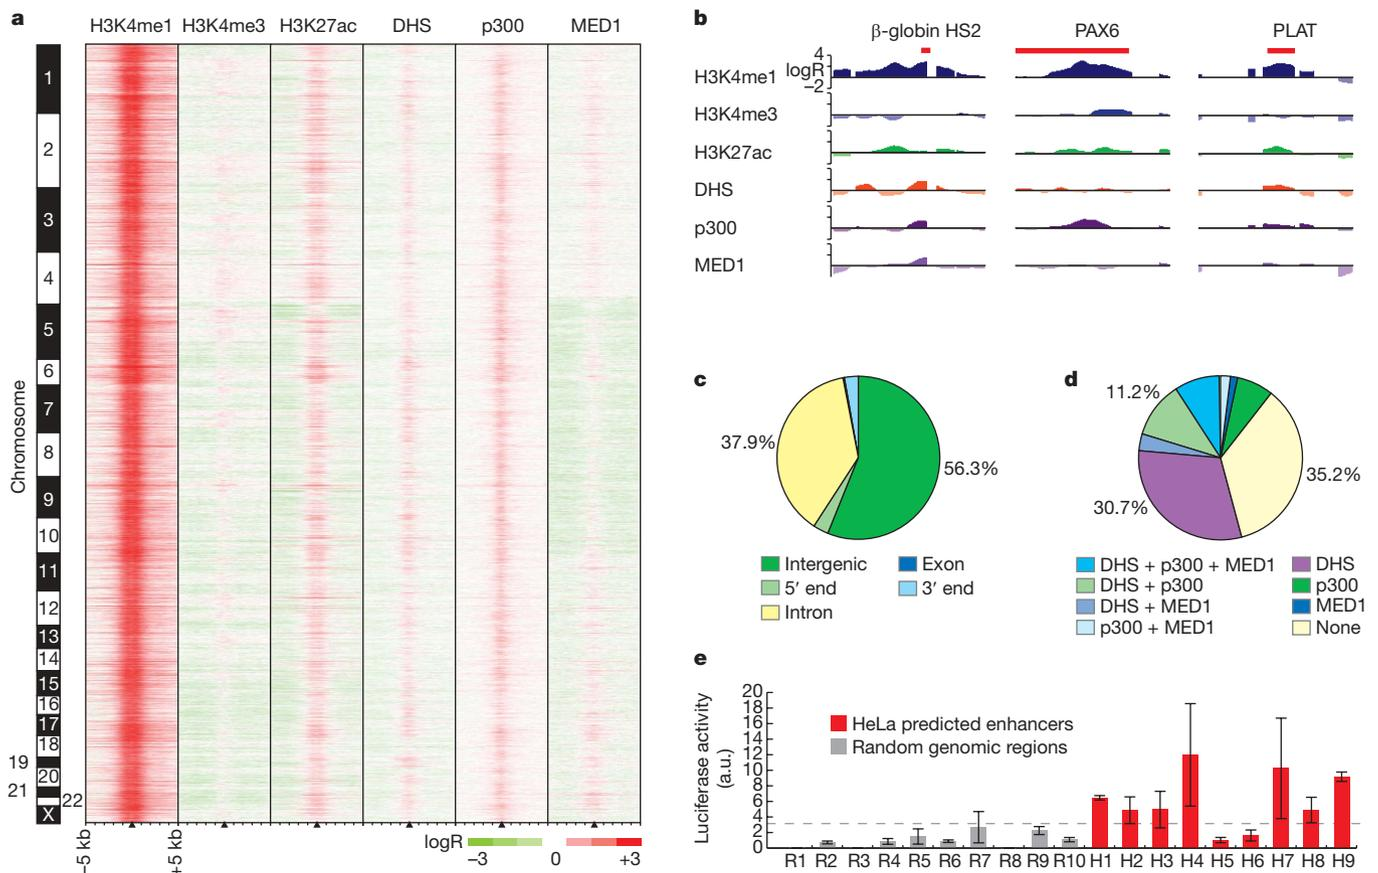 a
H3K4me1 H3K4me3 H3K27ac DHS p300 MED1
Chromosome
1
2
3
4
5
6
7
8
9
10
11
12
13
14
15
16
17
18
19
20
21
22
X
−5 kb
+5 kb
logR
−3 0 +3
b
β-globin HS2 PAX6 PLAT
4
logR
−2
H3K4me1
H3K4me3
H3K27ac
DHS
p300
MED1
c
37.9%
56.3%
Intergenic Exon
5′ end 3′ end
Intron
d
11.2%
35.2%
30.7%
DHS + p300 + MED1 DHS
DHS + p300 p300
DHS + MED1 MED1
p300 + MED1 None
e
Luciferase activity
(a.u.)
20
18
16
14
12
10
8
6
4
2
0
HeLa predicted enhancers
Random genomic regions
R1 R2 R3 R4 R5 R6 R7 R8 R9 R10 H1 H2 H3 H4 H5 H6 H7 H8 H9